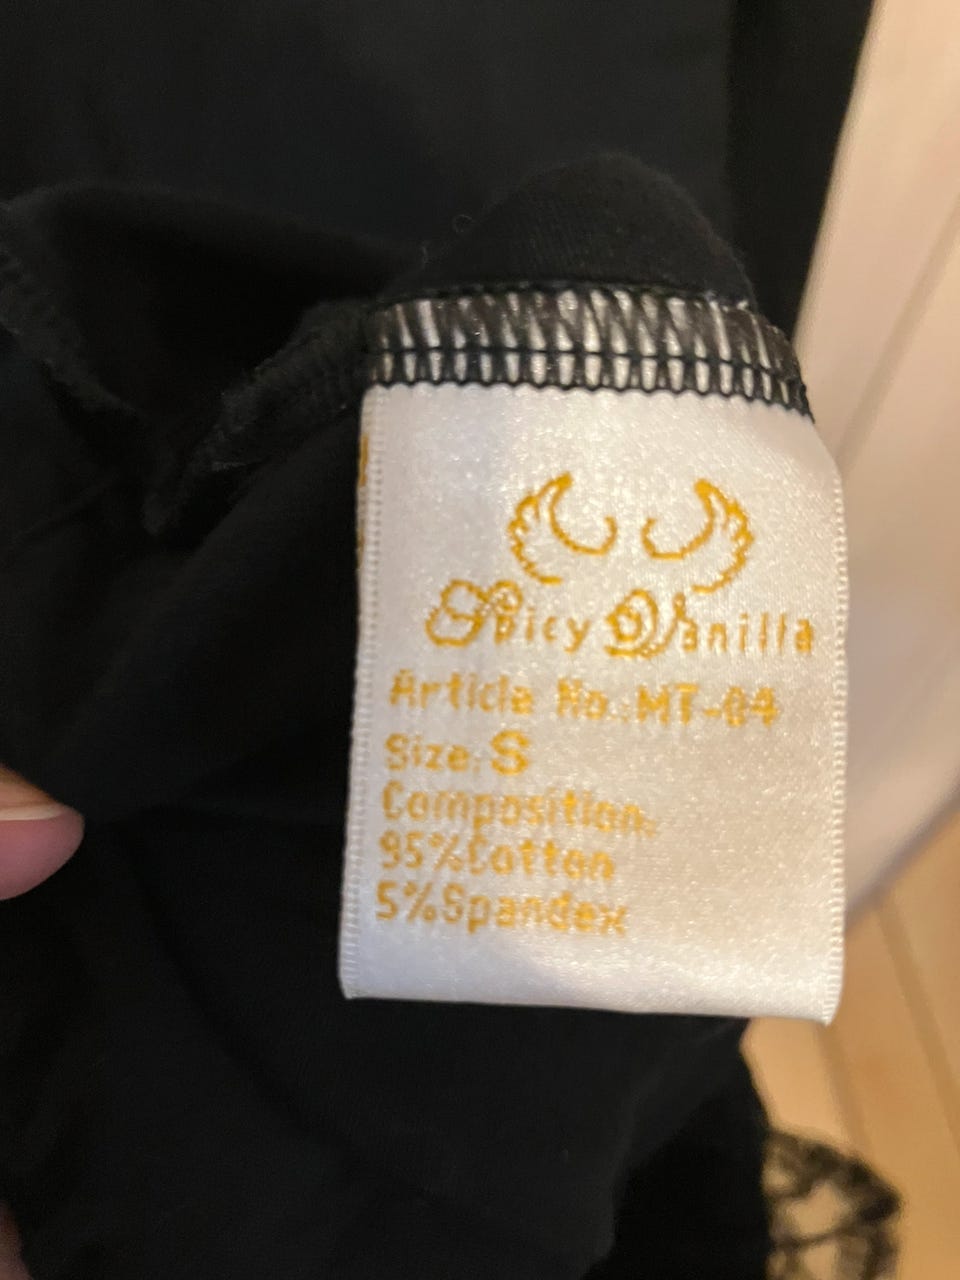 Spicy Vanilla
Article No.:MT-04
Size:S
Composition:
95%Cotton
5%Spandex